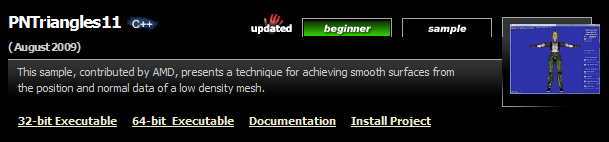 PNTriangles11 C++
updated
beginner
sample
(August 2009)
This sample, contributed by AMD, presents a technique for achieving smooth surfaces from
the position and normal data of a low density mesh.
32-bit Executable 64-bit Executable Documentation Install Project